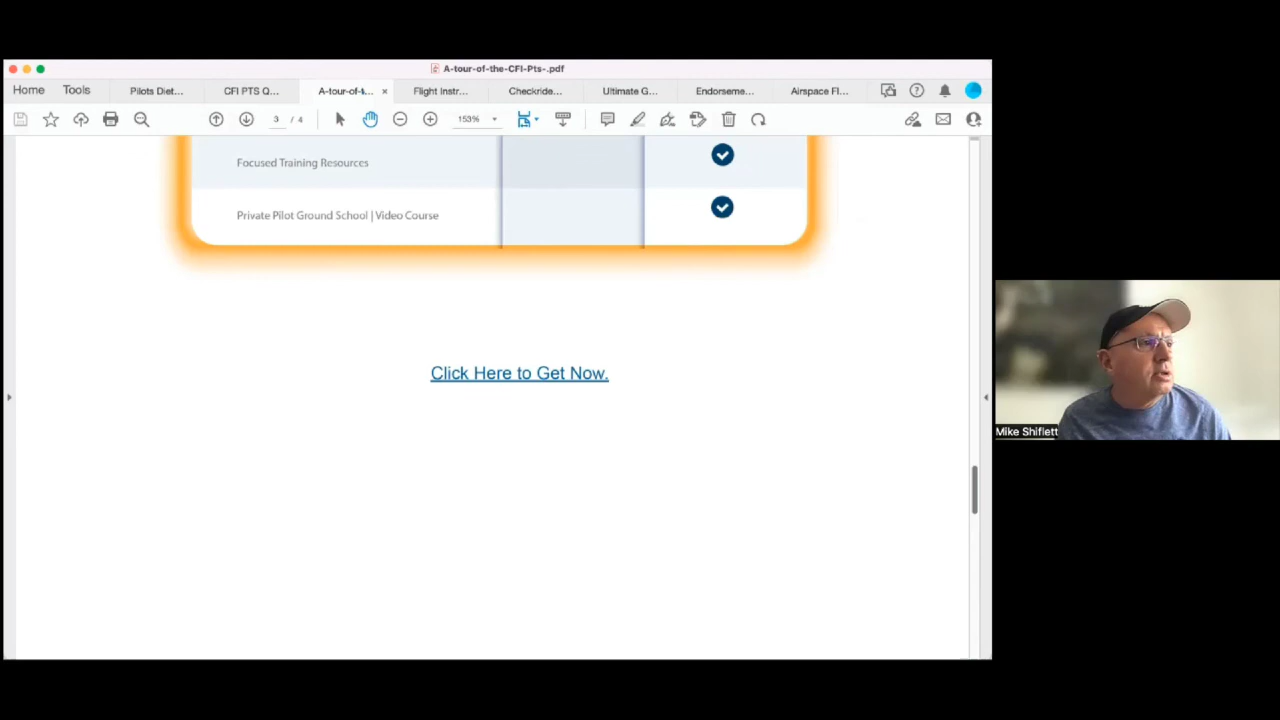 A-tour-of-the-CFI-Pts-.pdf
Home Tools Pilots Diet... CFI PTS Q... A-tour-of-t... × Flight Instr... Checkride... Ultimate G... Endorseme... Airspace Fl...
3 / 4 153%
Focused Training Resources
Private Pilot Ground School | Video Course
Click Here to Get Now.
Mike Shiflett